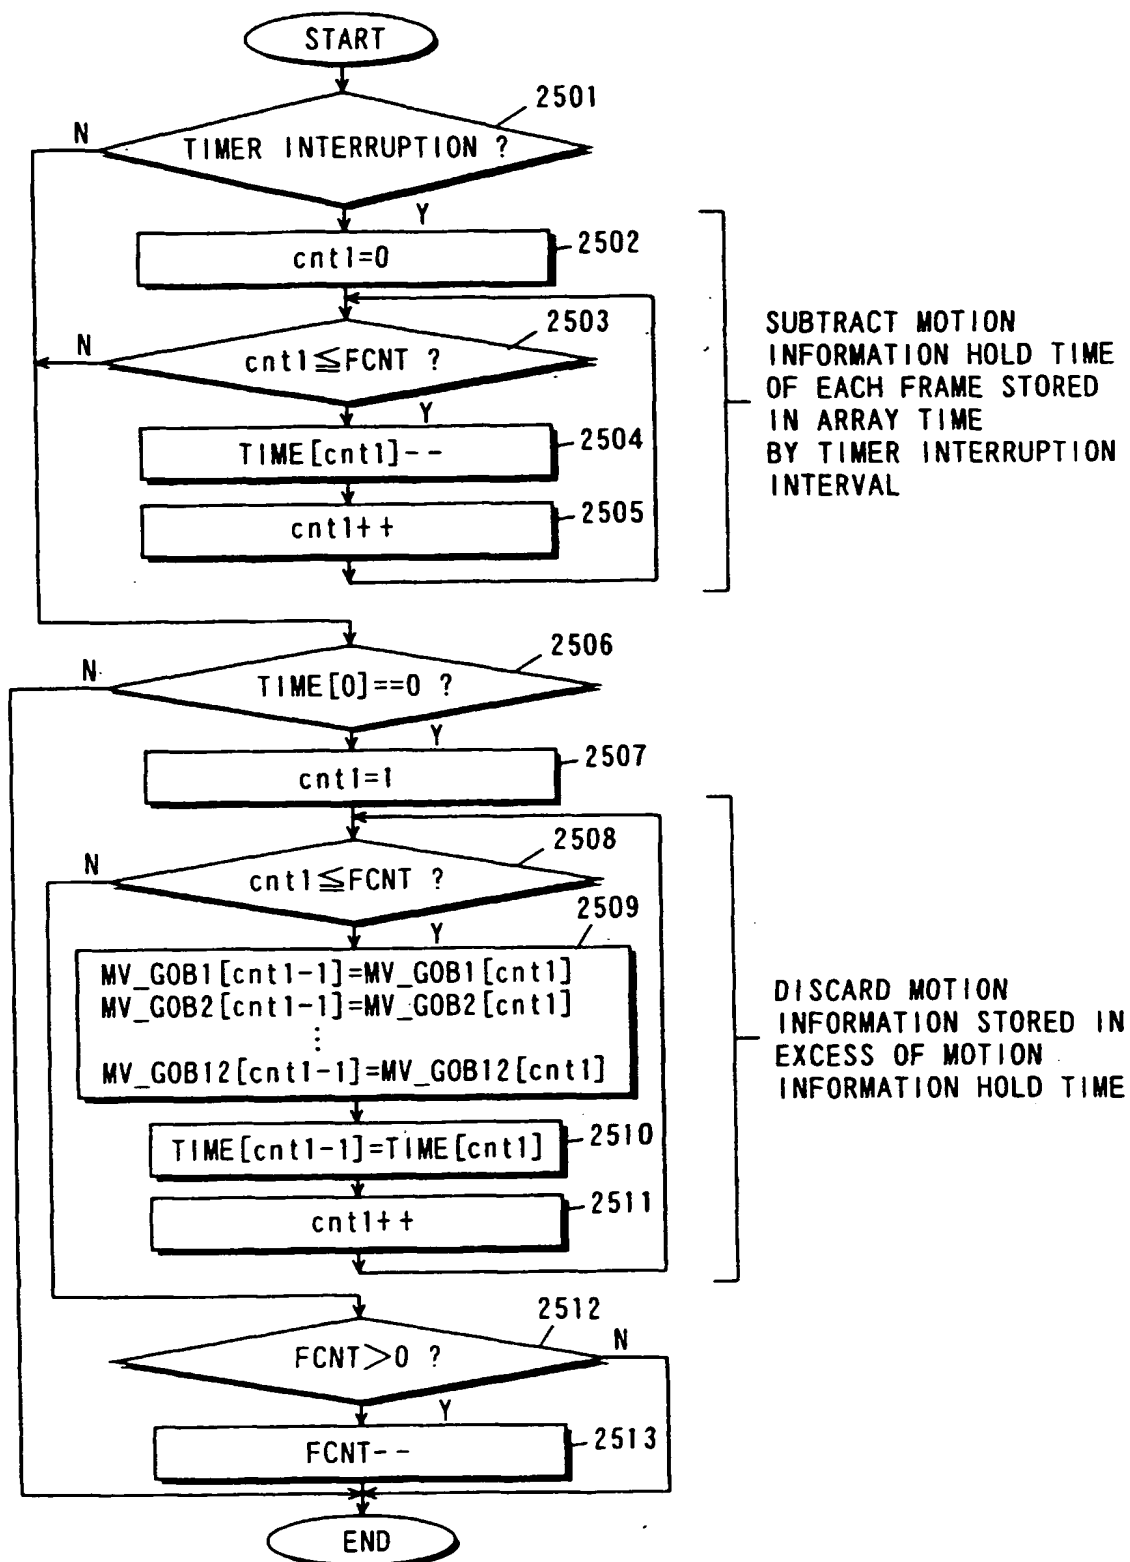 START
2501
N
TIMER INTERRUPTION ?
Y
cnt1=0
2502
2503
N
cnt1≦FCNT ?
Y
TIME[cnt1]--
2504
cnt1++
2505
SUBTRACT MOTION
INFORMATION HOLD TIME
OF EACH FRAME STORED
IN ARRAY TIME
BY TIMER INTERRUPTION
INTERVAL
2506
N
TIME[0]==0 ?
Y
cnt1=1
2507
2508
N
cnt1≦FCNT ?
Y
2509
MV_GOB1[cnt1-1]=MV_GOB1[cnt1]
MV_GOB2[cnt1-1]=MV_GOB2[cnt1]
⋮
MV_GOB12[cnt1-1]=MV_GOB12[cnt1]
TIME[cnt1-1]=TIME[cnt1]
2510
cnt1++
2511
DISCARD MOTION
INFORMATION STORED IN
EXCESS OF MOTION
INFORMATION HOLD TIME
2512
FCNT>0 ?
N
Y
FCNT--
2513
END